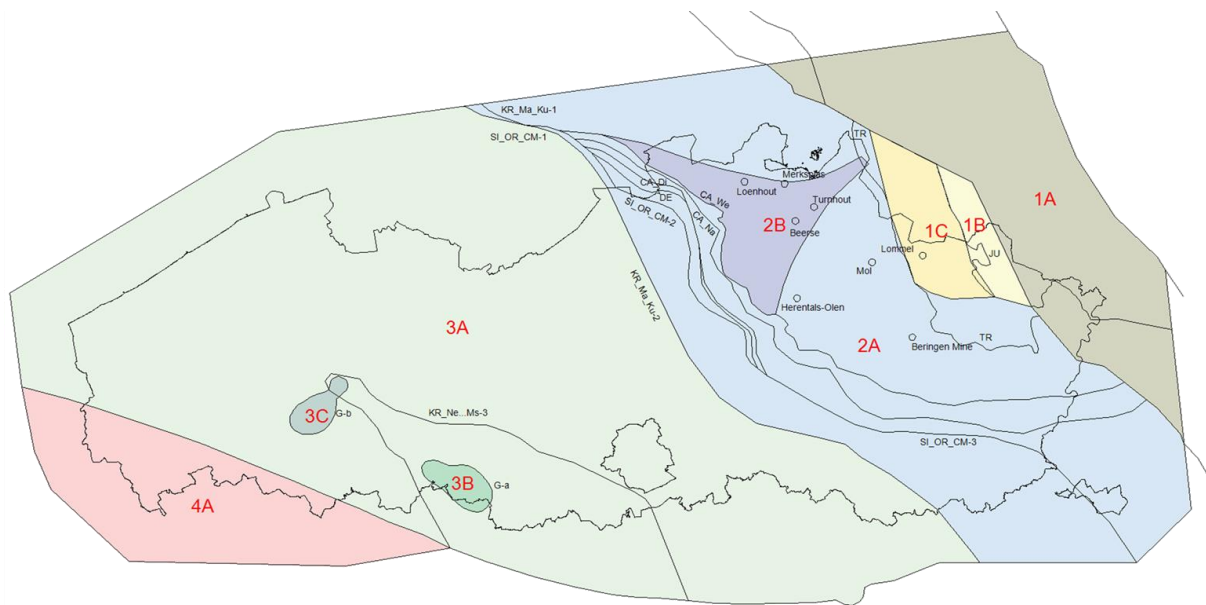 KR_Ma_Ku-1
SI_OR_CM-1
TR
CA_Di
DE
CA_We
SI_OR_CM-2
CA_Na
KR_Ma_Ku-2
Loenhout
Merksplas
Turnhout
2B
Beerse
1A
1C
1B
Lommel
JU
Mol
Herentals-Olen
3A
2A
Beringen Mine
TR
3C
G-b
KR_Ne...Ms-3
SI_OR_CM-3
3B
G-a
4A